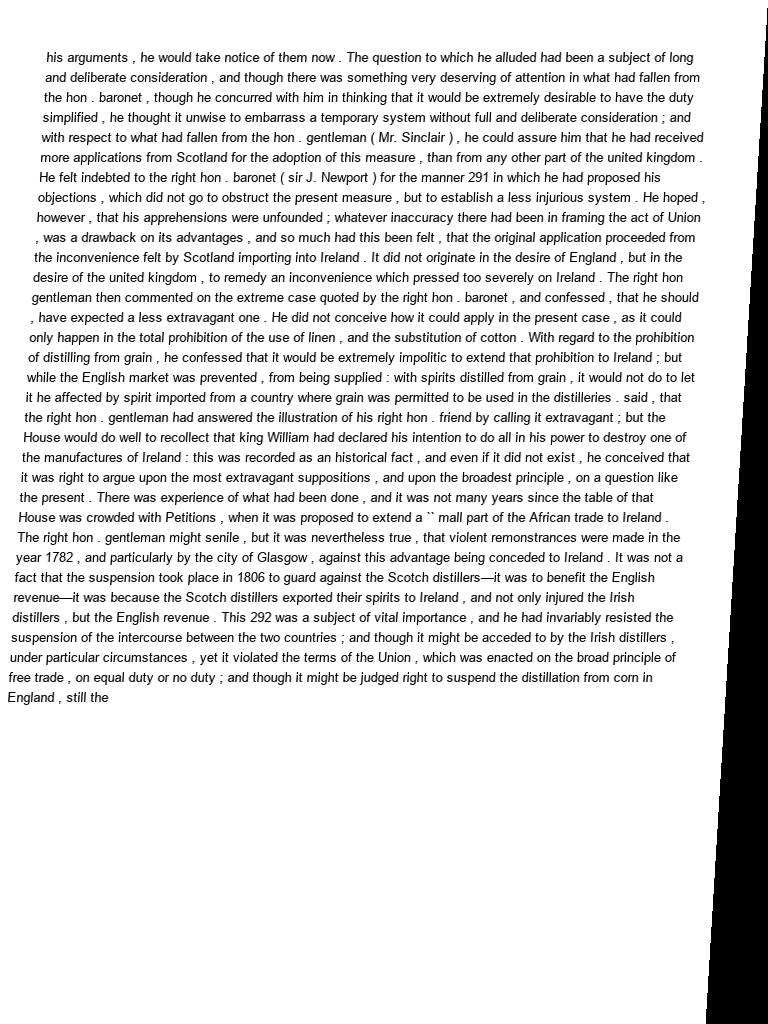 his arguments , he would take notice of them now . The question to which he alluded had been a subject of long
and deliberate consideration , and though there was something very deserving of attention in what had fallen from
the hon . baronet , though he concurred with him in thinking that it would be extremely desirable to have the duty
simplified , he thought it unwise to embarrass a temporary system without full and deliberate consideration ; and
with respect to what had fallen from the hon . gentleman ( Mr. Sinclair ) , he could assure him that he had received
more applications from Scotland for the adoption of this measure , than from any other part of the united kingdom .
He felt indebted to the right hon . baronet ( sir J. Newport ) for the manner 291 in which he had proposed his
objections , which did not go to obstruct the present measure , but to establish a less injurious system . He hoped ,
however , that his apprehensions were unfounded ; whatever inaccuracy there had been in framing the act of Union
, was a drawback on its advantages , and so much had this been felt , that the original application proceeded from
the inconvenience felt by Scotland importing into Ireland . It did not originate in the desire of England , but in the
desire of the united kingdom , to remedy an inconvenience which pressed too severely on Ireland . The right hon
gentleman then commented on the extreme case quoted by the right hon . baronet , and confessed , that he should
, have expected a less extravagant one . He did not conceive how it could apply in the present case , as it could
only happen in the total prohibition of the use of linen , and the substitution of cotton . With regard to the prohibition
of distilling from grain , he confessed that it would be extremely impolitic to extend that prohibition to Ireland ; but
while the English market was prevented , from being supplied : with spirits distilled from grain , it would not do to let
it he affected by spirit imported from a country where grain was permitted to be used in the distilleries . said , that
the right hon . gentleman had answered the illustration of his right hon . friend by calling it extravagant ; but the
House would do well to recollect that king William had declared his intention to do all in his power to destroy one of
the manufactures of Ireland : this was recorded as an historical fact , and even if it did not exist , he conceived that
it was right to argue upon the most extravagant suppositions , and upon the broadest principle , on a question like
the present . There was experience of what had been done , and it was not many years since the table of that
House was crowded with Petitions , when it was proposed to extend a `` mall part of the African trade to Ireland .
The right hon . gentleman might senile , but it was nevertheless true , that violent remonstrances were made in the
year 1782 , and particularly by the city of Glasgow , against this advantage being conceded to Ireland . It was not a
fact that the suspension took place in 1806 to guard against the Scotch distillers—it was to benefit the English
revenue—it was because the Scotch distillers exported their spirits to Ireland , and not only injured the Irish
distillers , but the English revenue . This 292 was a subject of vital importance , and he had invariably resisted the
suspension of the intercourse between the two countries ; and though it might be acceded to by the Irish distillers ,
under particular circumstances , yet it violated the terms of the Union , which was enacted on the broad principle of
free trade , on equal duty or no duty ; and though it might be judged right to suspend the distillation from corn in
England , still the